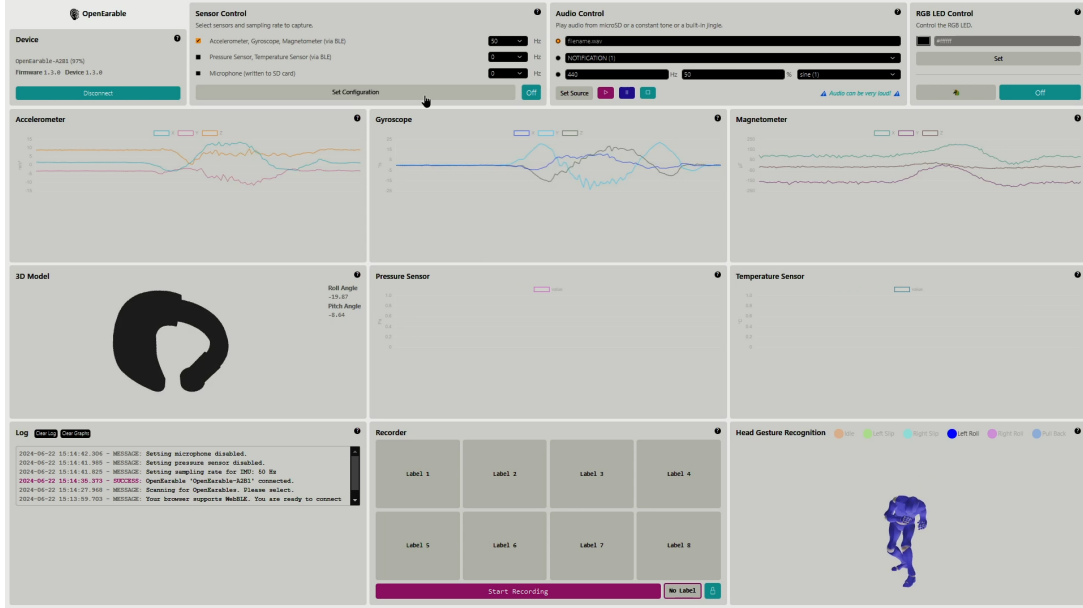 OpenEarable
Device
OpenEarable-A2B1 (97%)
Firmware 1.3.0 Device 1.3.0
Disconnect
Sensor Control
Select sensors and sampling rate to capture.
Accelerometer, Gyroscope, Magnetometer (via BLE)
50
Hz
Pressure Sensor, Temperature Sensor (via BLE)
0
Hz
Microphone (written to SD card)
0
Hz
Set Configuration
Off
Audio Control
Play audio from microSD or a constant tone or a built-in jingle.
filename.wav
NOTIFICATION (1)
440
Hz
50
%
sine (1)
Set Source
Audio can be very loud!
RGB LED Control
Control the RGB LED.
#ffffff
Set
Off
Accelerometer
X Y Z
Gyroscope
X Y Z
Magnetometer
X Y Z
3D Model
Roll Angle
-19.87
Pitch Angle
-8.64
Pressure Sensor
Temperature Sensor
Log
Clear Log
Clear Graphs
2024-06-22 15:14:42.306 - MESSAGE: Setting microphone disabled.
2024-06-22 15:14:41.985 - MESSAGE: Setting pressure sensor disabled.
2024-06-22 15:14:41.625 - MESSAGE: Setting sampling rate for IMU: 50 Hz
2024-06-22 15:14:35.373 - SUCCESS: OpenEarable 'OpenEarable-A2B1' connected.
2024-06-22 15:14:27.968 - MESSAGE: Scanning for OpenEarables. Please select.
2024-06-22 15:13:59.703 - MESSAGE: Your browser supports WebBLE. You are ready to connect
Recorder
Label 1
Label 2
Label 3
Label 4
Label 5
Label 6
Label 7
Label 8
Start Recording
No Label
Head Gesture Recognition
Idle
Left Slip
Right Slip
Left Roll
Right Roll
Pull Back